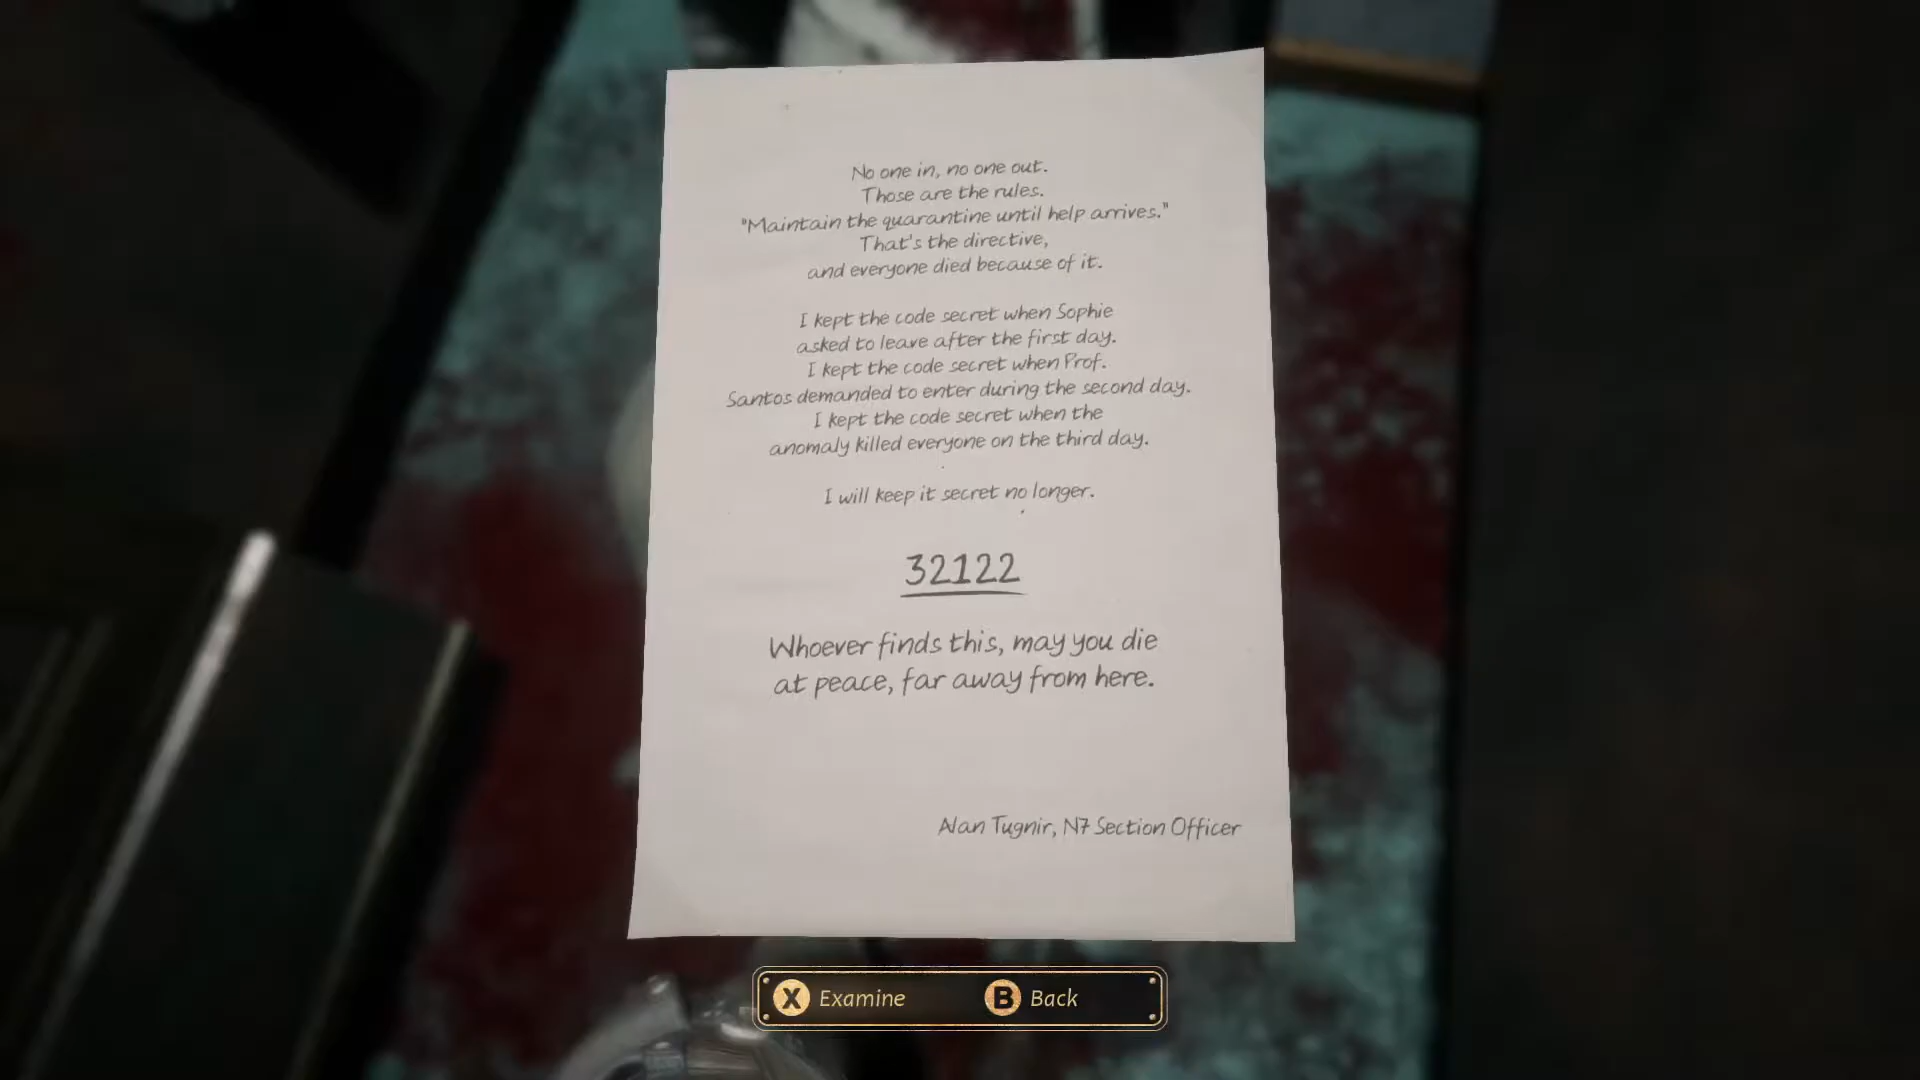 No one in, no one out.
Those are the rules.
"Maintain the quarantine until help arrives."
That's the directive,
and everyone died because of it.
I kept the code secret when Sophie
asked to leave after the first day.
I kept the code secret when Prof.
Santos demanded to enter during the second day.
I kept the code secret when the
anomaly killed everyone on the third day.
I will keep it secret no longer.
32122
Whoever finds this, may you die
at peace, far away from here.
Alan Tugnir, N7 Section Officer
X Examine B Back